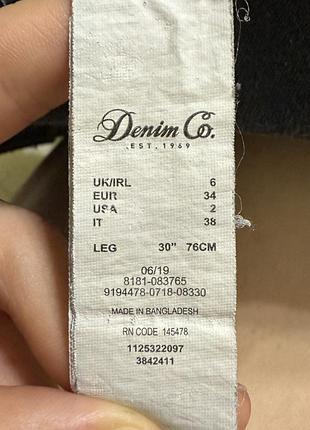 Denim Co.
EST. 1969
UK/IRL 6
EUR 34
USA 2
IT 38
LEG 30" 76CM
06/19
8181-083765
9194478-0718-08330
MADE IN BANGLADESH
RN CODE 145478
1125322097
3842411